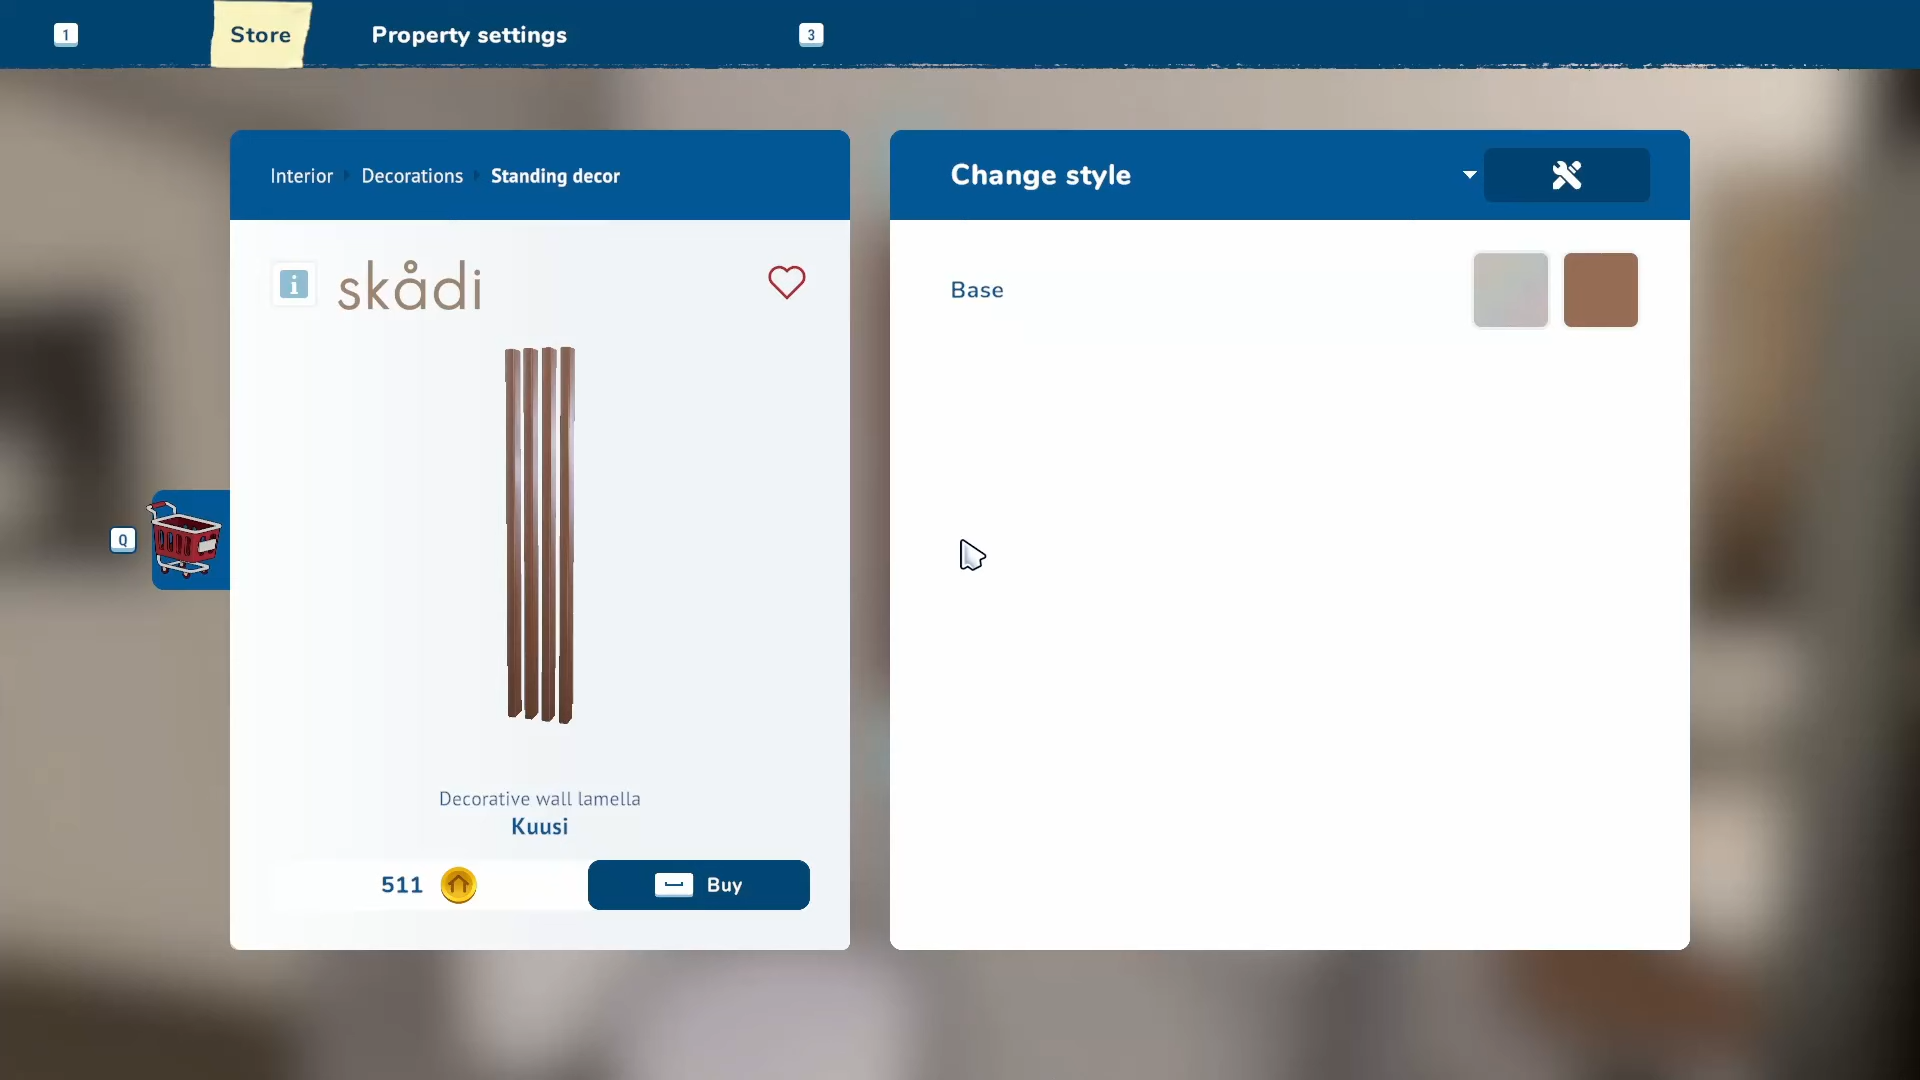 1
Store
Property settings
3
Interior
Decorations
Standing decor
Change style
i
skådi
Base
Q
Decorative wall lamella
Kuusi
511
Buy